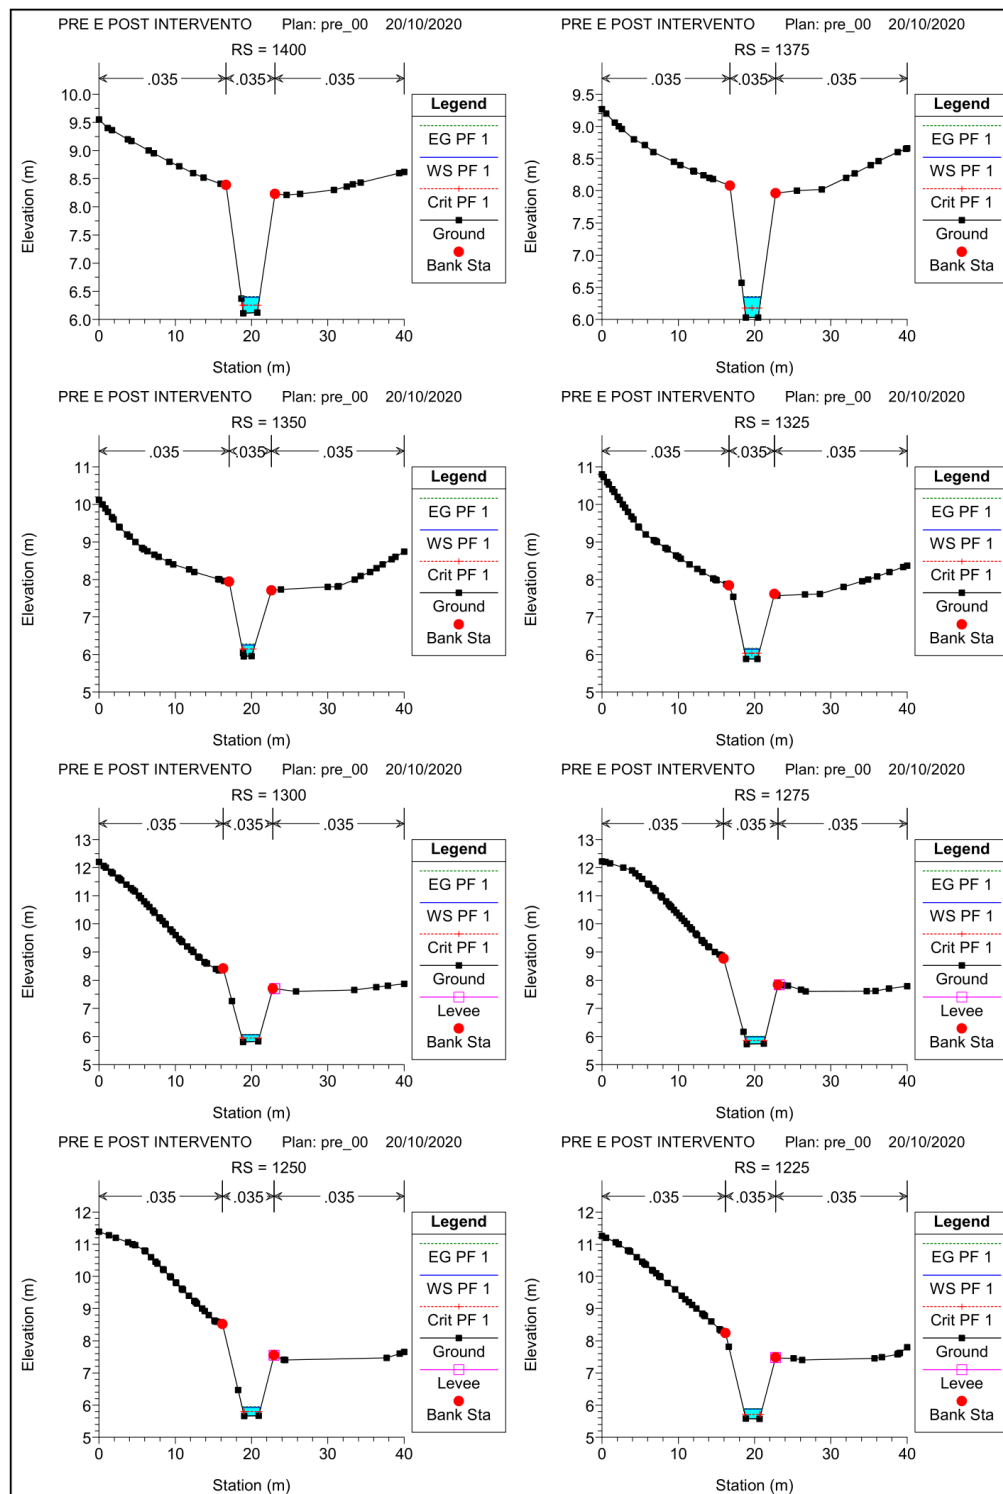 PRE E POST INTERVENTO Plan: pre_00 20/10/2020
RS = 1400
.035 .035 .035
10.0
9.5
9.0
8.5
8.0
7.5
7.0
6.5
6.0
Elevation (m)
0 10 20 30 40
Station (m)
Legend
EG PF 1
WS PF 1
Crit PF 1
Ground
Bank Sta
PRE E POST INTERVENTO Plan: pre_00 20/10/2020
RS = 1375
.035 .035 .035
9.5
9.0
8.5
8.0
7.5
7.0
6.5
6.0
Elevation (m)
0 10 20 30 40
Station (m)
Legend
EG PF 1
WS PF 1
Crit PF 1
Ground
Bank Sta
PRE E POST INTERVENTO Plan: pre_00 20/10/2020
RS = 1350
.035 .035 .035
11
10
9
8
7
6
5
Elevation (m)
0 10 20 30 40
Station (m)
Legend
EG PF 1
WS PF 1
Crit PF 1
Ground
Bank Sta
PRE E POST INTERVENTO Plan: pre_00 20/10/2020
RS = 1325
.035 .035 .035
11
10
9
8
7
6
5
Elevation (m)
0 10 20 30 40
Station (m)
Legend
EG PF 1
WS PF 1
Crit PF 1
Ground
Bank Sta
PRE E POST INTERVENTO Plan: pre_00 20/10/2020
RS = 1300
.035 .035 .035
13
12
11
10
9
8
7
6
5
Elevation (m)
0 10 20 30 40
Station (m)
Legend
EG PF 1
WS PF 1
Crit PF 1
Ground
Levee
Bank Sta
PRE E POST INTERVENTO Plan: pre_00 20/10/2020
RS = 1275
.035 .035 .035
13
12
11
10
9
8
7
6
5
Elevation (m)
0 10 20 30 40
Station (m)
Legend
EG PF 1
WS PF 1
Crit PF 1
Ground
Levee
Bank Sta
PRE E POST INTERVENTO Plan: pre_00 20/10/2020
RS = 1250
.035 .035 .035
12
11
10
9
8
7
6
5
Elevation (m)
0 10 20 30 40
Station (m)
Legend
EG PF 1
WS PF 1
Crit PF 1
Ground
Levee
Bank Sta
PRE E POST INTERVENTO Plan: pre_00 20/10/2020
RS = 1225
.035 .035 .035
12
11
10
9
8
7
6
5
Elevation (m)
0 10 20 30 40
Station (m)
Legend
EG PF 1
WS PF 1
Crit PF 1
Ground
Levee
Bank Sta